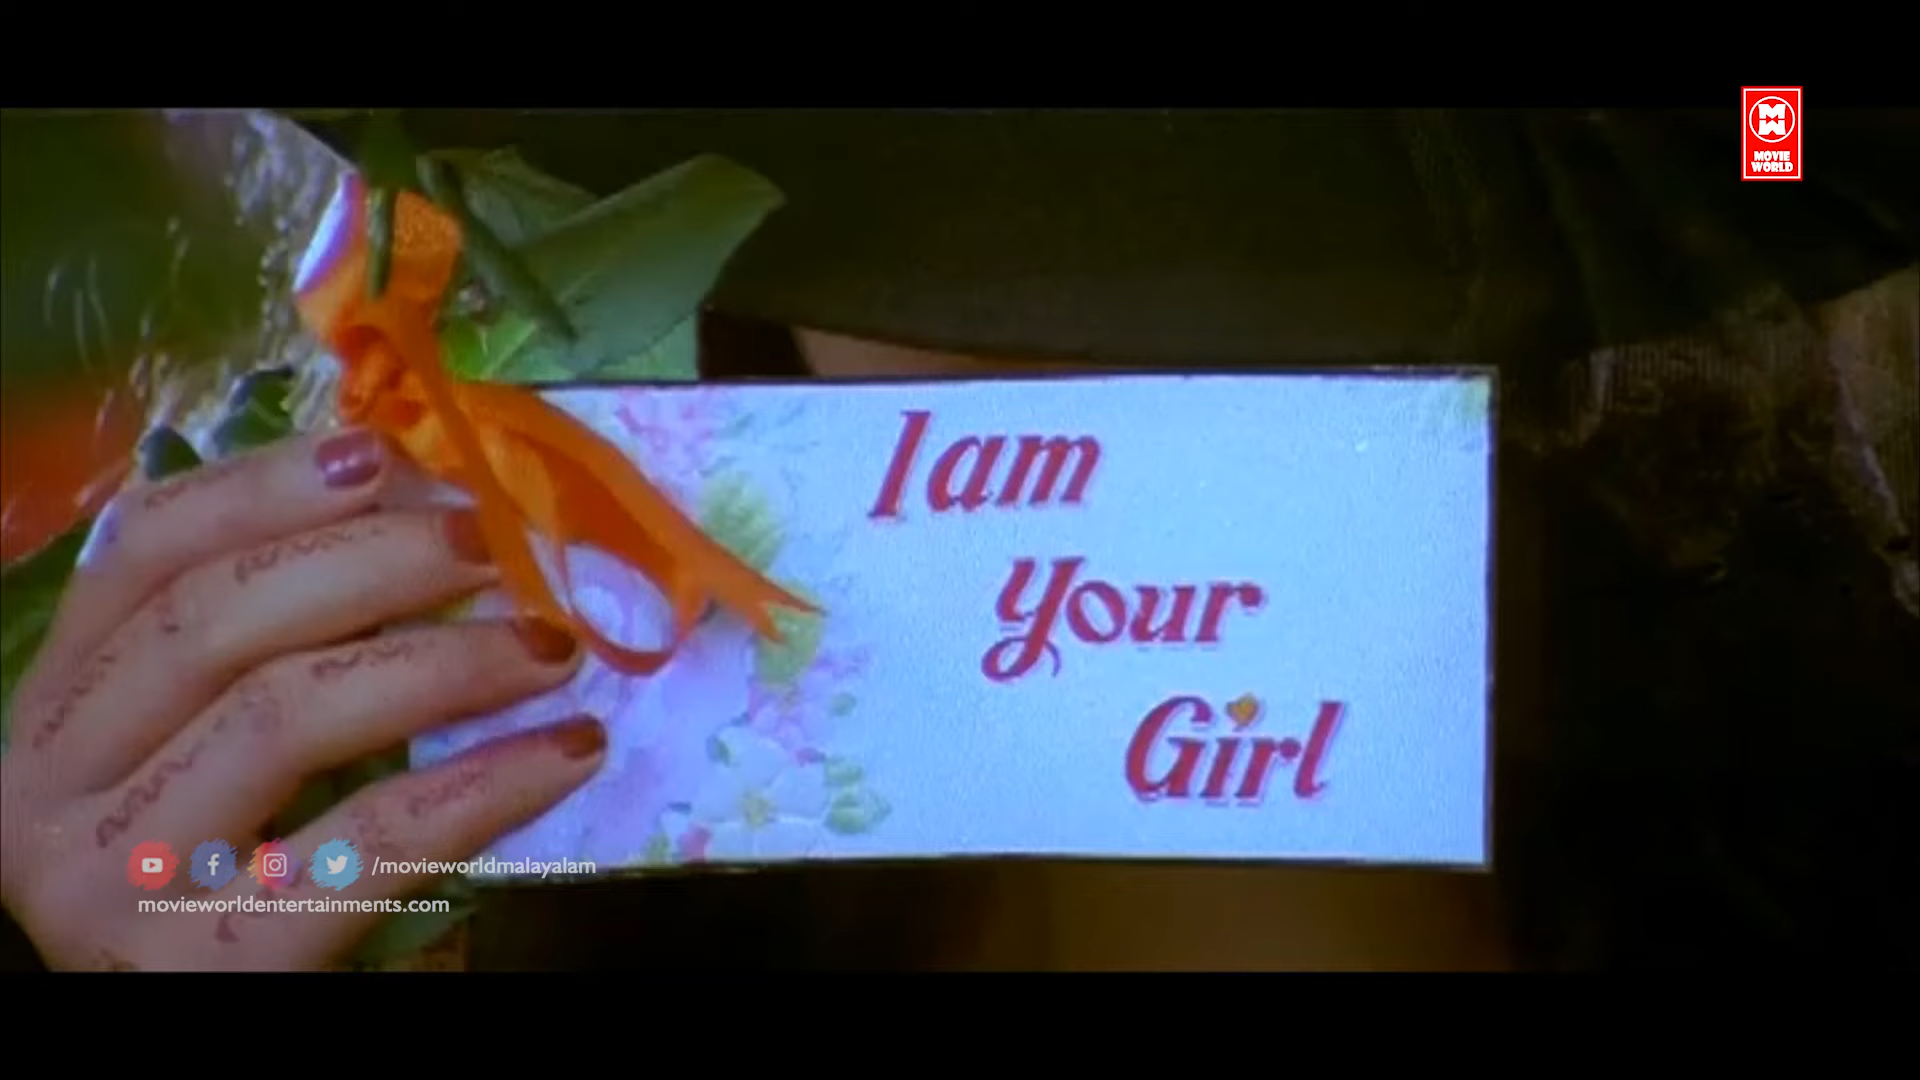 MOVIE
WORLD
I am
your
Girl
/movieworldmalayalam
movieworldentertainments.com